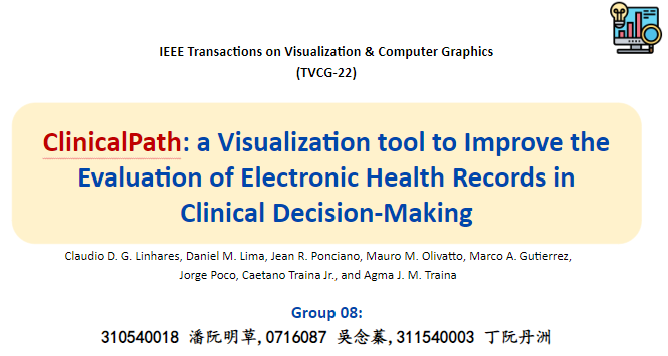 IEEE Transactions on Visualization & Computer Graphics
(TVCG-22)
ClinicalPath: a Visualization tool to Improve the
Evaluation of Electronic Health Records in
Clinical Decision-Making
Claudio D. G. Linhares, Daniel M. Lima, Jean R. Ponciano, Mauro M. Olivatto, Marco A. Gutierrez,
Jorge Poco, Caetano Traina Jr., and Agma J. M. Traina
Group 08:
310540018 潘阮明草,0716087 吳念蓁,311540003 丁阮丹洲